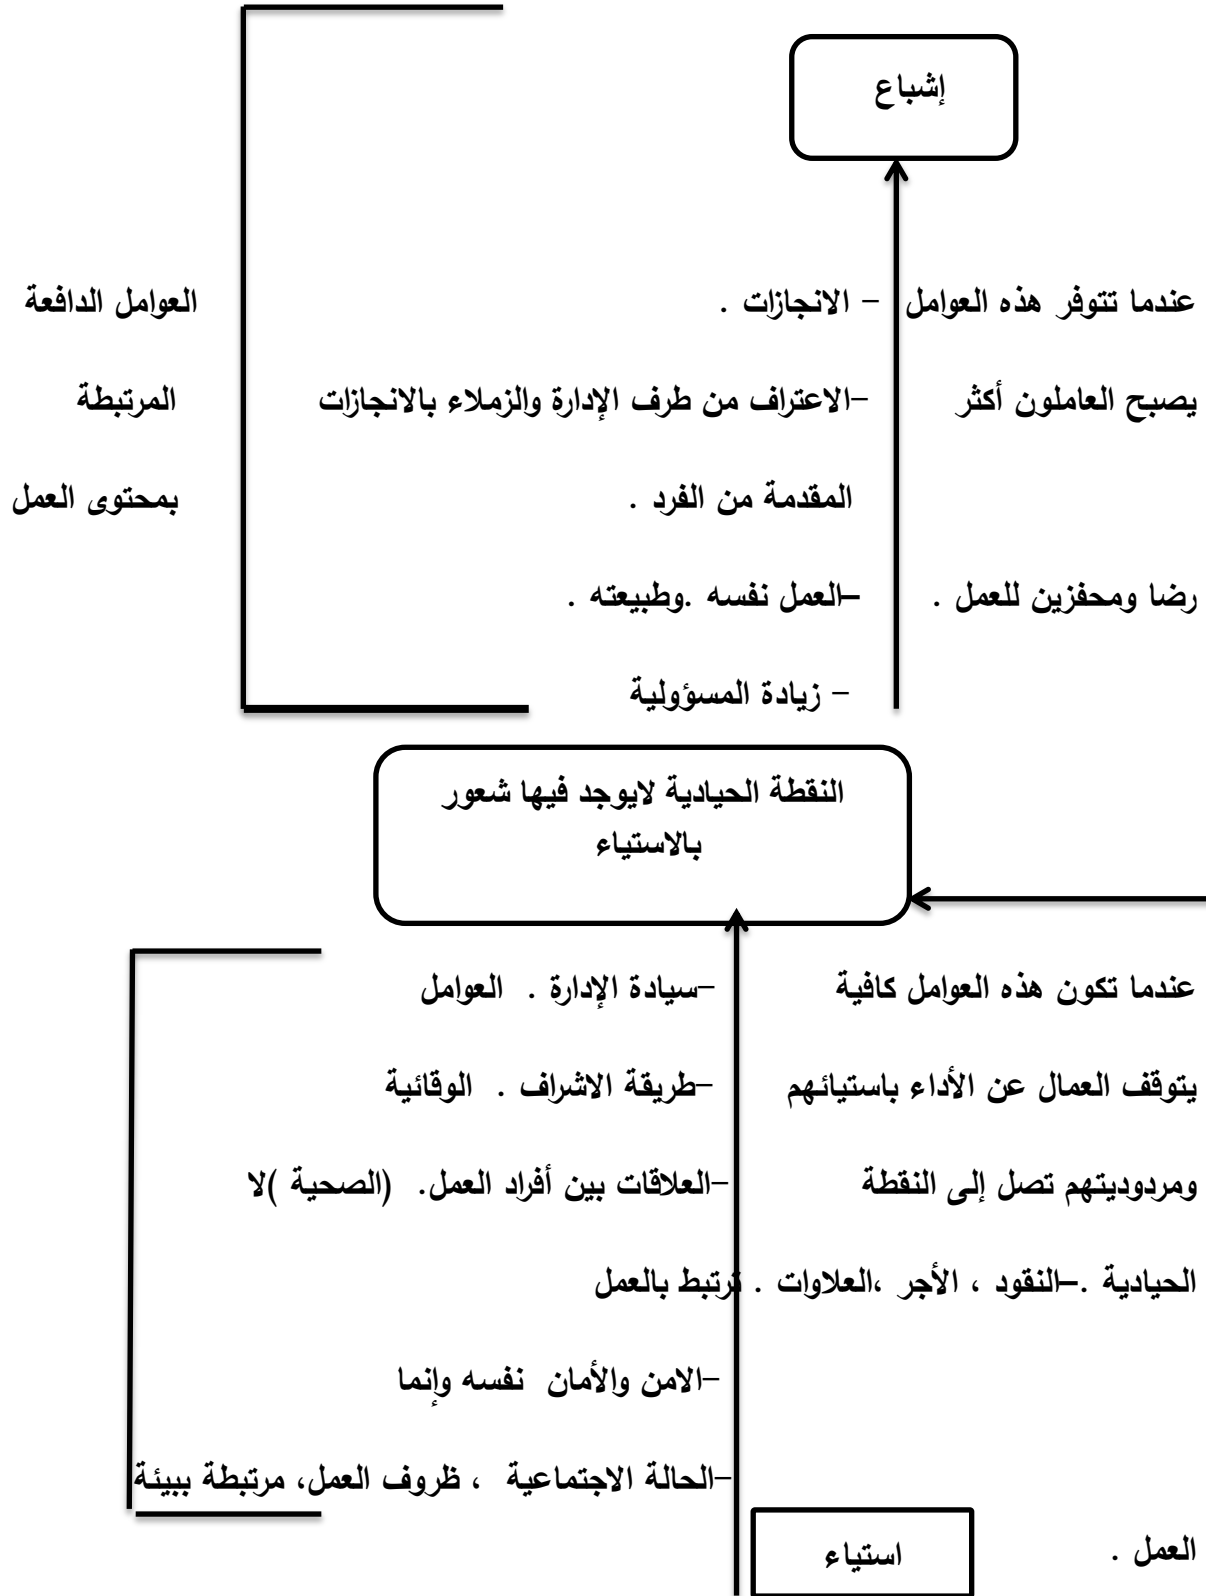 إشباع
عندما تتوفر هذه العوامل – الانجازات . العوامل الدافعة
يصبح العاملون أكثر –الاعتراف من طرف الإدارة والزملاء بالانجازات المرتبطة
المقدمة من الفرد . بمحتوى العمل
رضا ومحفزين للعمل . –العمل نفسه .وطبيعته .
– زيادة المسؤولية
النقطة الحيادية لايوجد فيها شعور
بالاستياء
عندما تكون هذه العوامل كافية –سيادة الإدارة . العوامل
يتوقف العمال عن الأداء باستيائهم –طريقة الاشراف . الوقائية
ومردوديتهم تصل إلى النقطة –العلاقات بين أفراد العمل. (الصحية )لا
الحيادية .–النقود ، الأجر ،العلاوات . ترتبط بالعمل
–الامن والأمان نفسه وإنما
–الحالة الاجتماعية ، ظروف العمل، مرتبطة ببيئة
العمل .
استياء